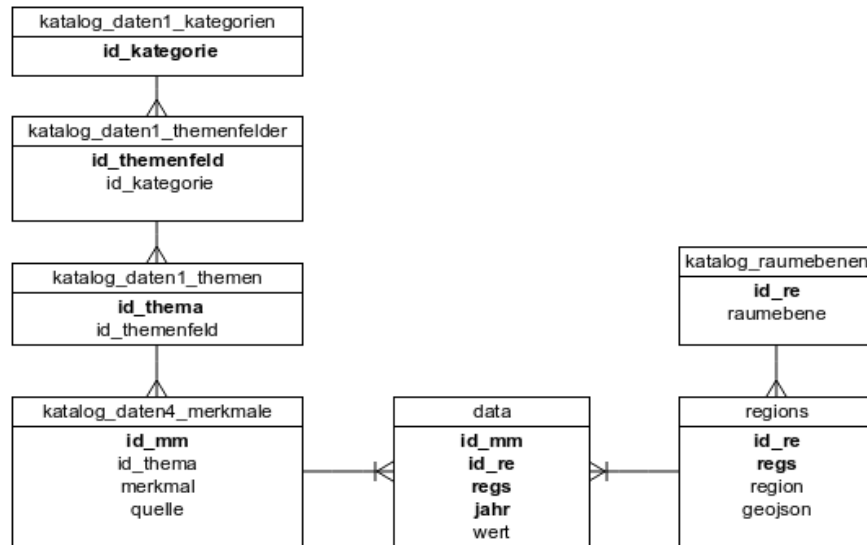 katalog_daten1_kategorien
id_kategorie
katalog_daten1_themenfelder
id_themenfeld
id_kategorie
katalog_daten1_themen
id_thema
id_themenfeld
katalog_raumebenen
id_re
raumebene
katalog_daten4_merkmale
id_mm
id_thema
merkmal
quelle
data
id_mm
id_re
regs
jahr
wert
regions
id_re
regs
region
geojson